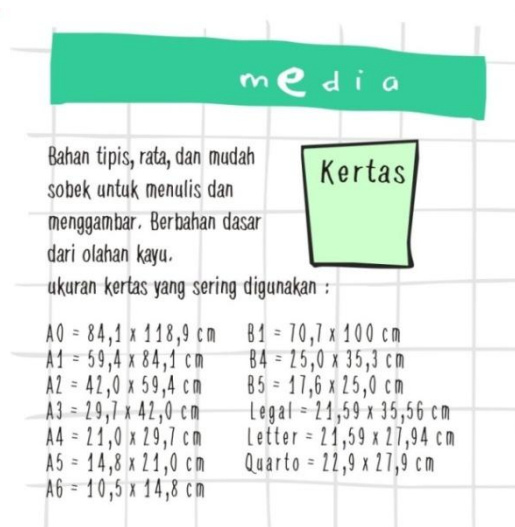 media
Bahan tipis, rata, dan mudah
sobek untuk menulis dan
menggambar. Berbahan dasar
dari olahan kayu.
Kertas
ukuran kertas yang sering digunakan :
A0 = 84,1 x 118,9 cm
A1 = 59,4 x 84,1 cm
A2 = 42,0 x 59,4 cm
A3 = 29,7 x 42,0 cm
A4 = 21,0 x 29,7 cm
A5 = 14,8 x 21,0 cm
A6 = 10,5 x 14,8 cm
B1 = 70,7 x 100 cm
B4 = 25,0 x 35,3 cm
B5 = 17,6 x 25,0 cm
Legal = 21,59 x 35,56 cm
Letter = 21,59 x 27,94 cm
Quarto = 22,9 x 27,9 cm